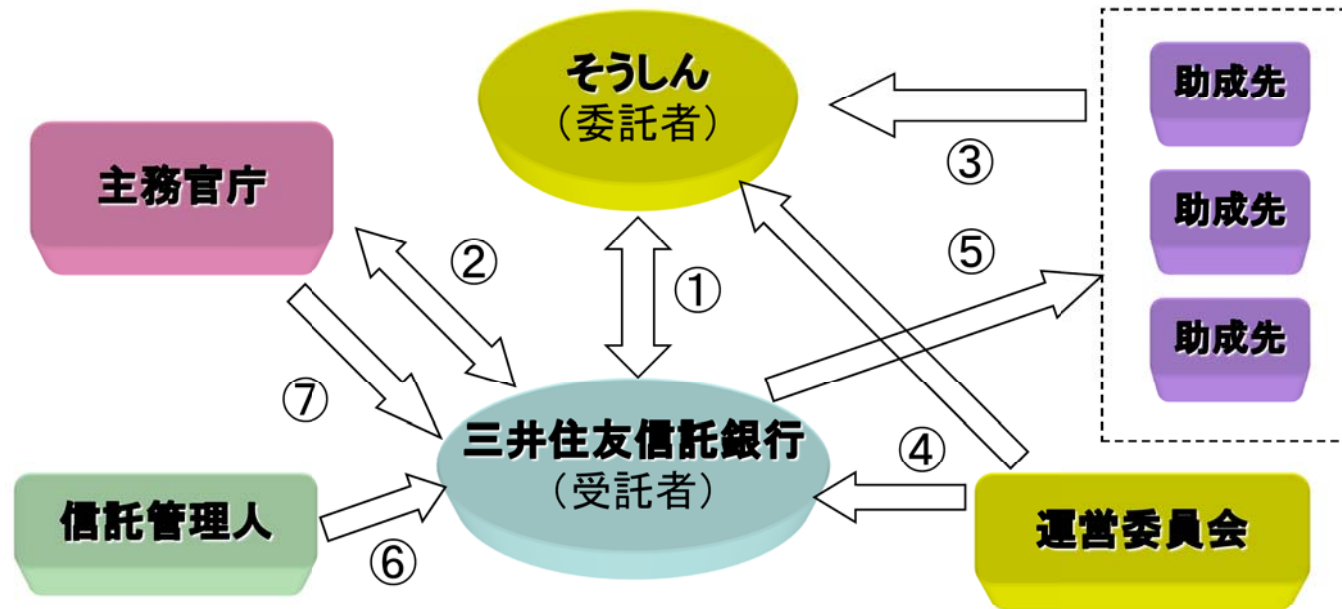 そうしん
（委託者）
助成先
③
主務官庁
助成先
②
①
⑤
助成先
⑦
三井住友信託銀行
（受託者）
④
信託管理人
⑥
運営委員会